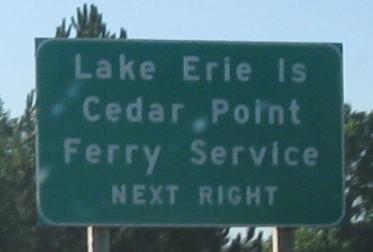 Lake Erie Is
Cedar Point
Ferry Service
NEXT RIGHT